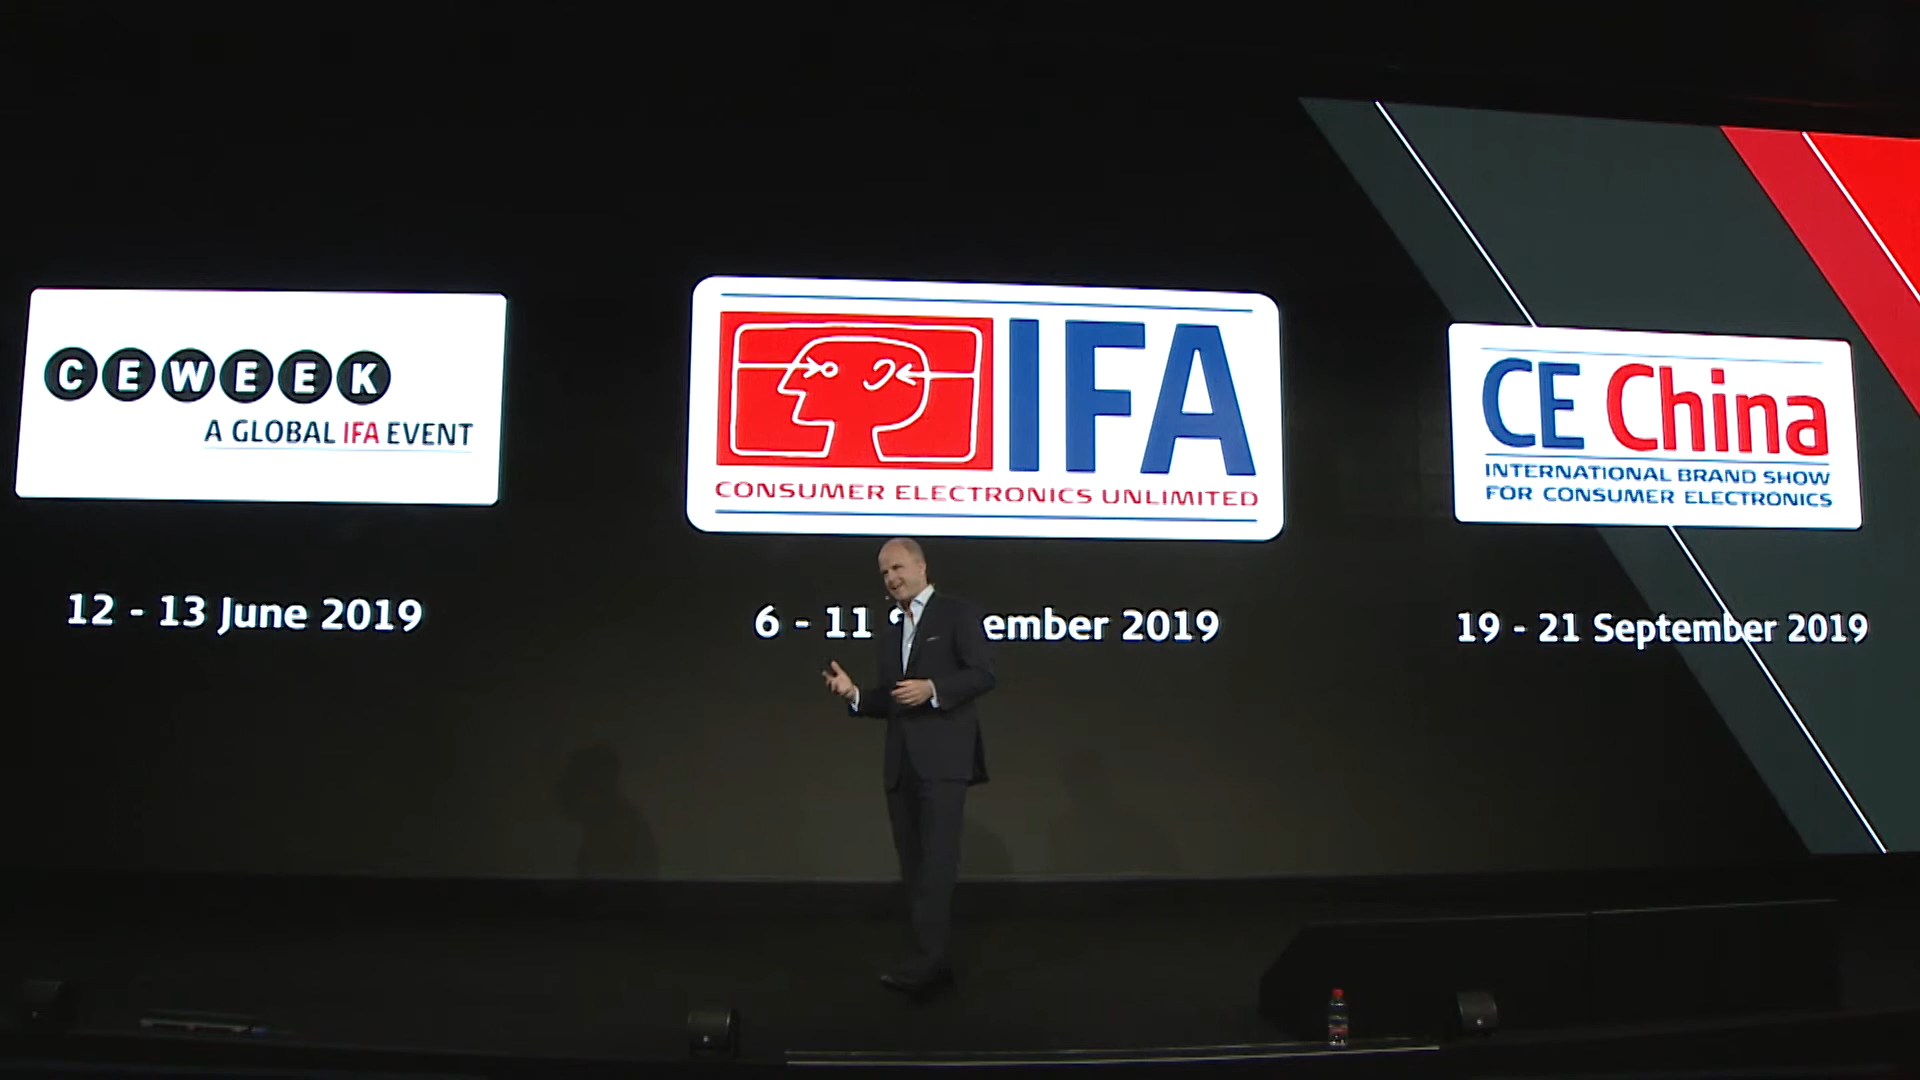 CEWEEK
A GLOBAL IFA EVENT
12 - 13 June 2019
IFA
CONSUMER ELECTRONICS UNLIMITED
6 - 11 ember 2019
CE China
INTERNATIONAL BRAND SHOW
FOR CONSUMER ELECTRONICS
19 - 21 September 2019